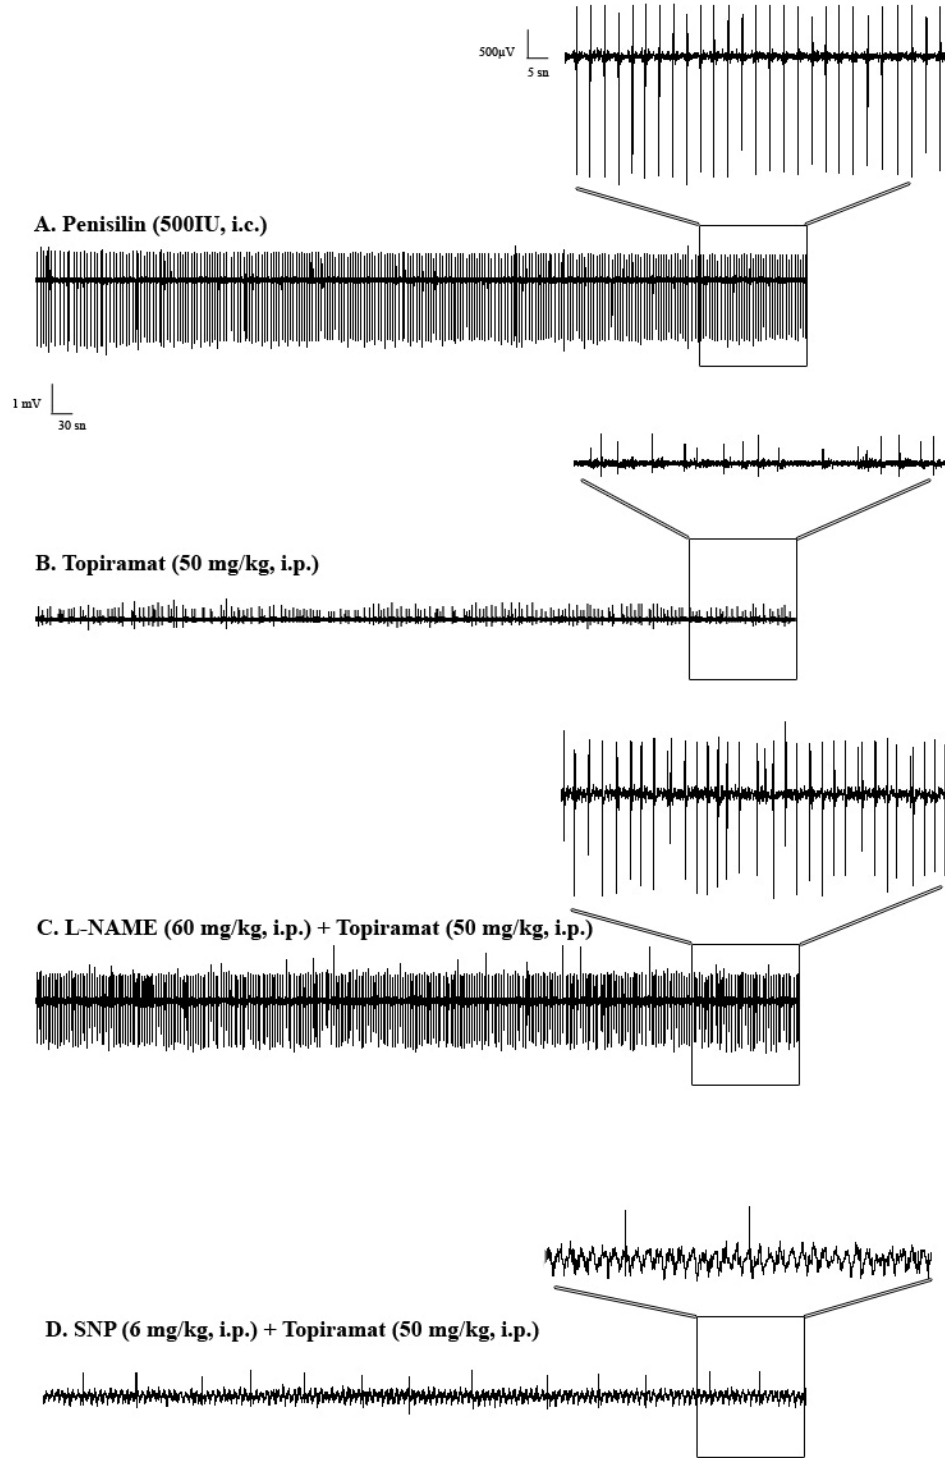 500µV
5 sn
A. Penisilin (500IU, i.c.)
1 mV
30 sn
B. Topiramat (50 mg/kg, i.p.)
C. L-NAME (60 mg/kg, i.p.) + Topiramat (50 mg/kg, i.p.)
D. SNP (6 mg/kg, i.p.) + Topiramat (50 mg/kg, i.p.)